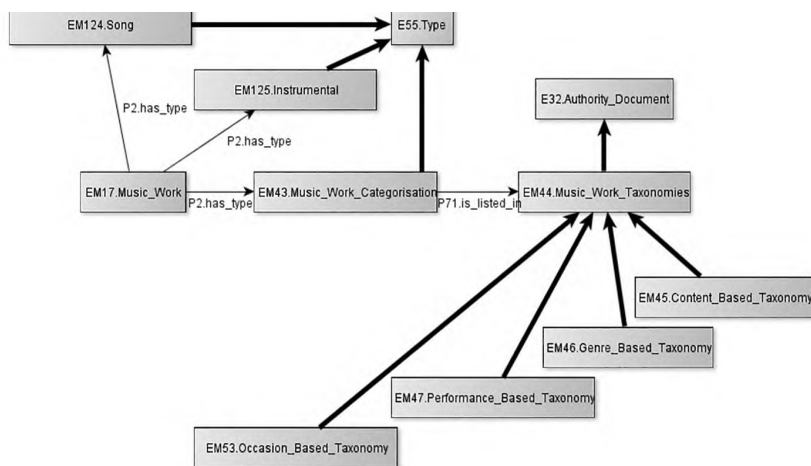 EM124.Song
E55.Type
EM125.Instrumental
E32.Authority_Document
P2.has_type
P2.has_type
EM17.Music_Work
EM43.Music_Work_Categorisation
EM44.Music_Work_Taxonomies
P2.has_type
P71.is_listed_in
EM45.Content_Based_Taxonomy
EM46.Genre_Based_Taxonomy
EM47.Performance_Based_Taxonomy
EM53.Occasion_Based_Taxonomy